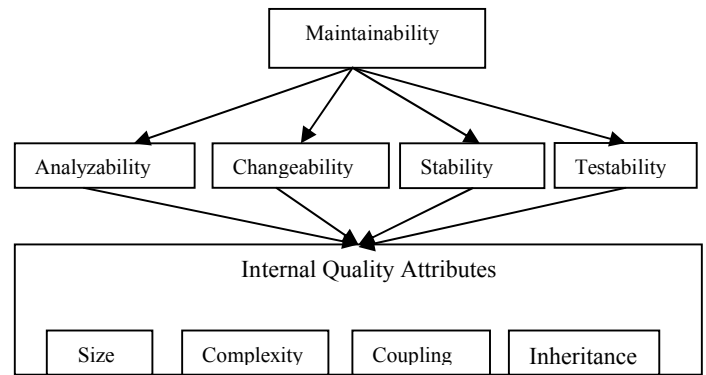 Maintainability
Analyzability Changeability Stability Testability
Internal Quality Attributes
Size Complexity Coupling Inheritance